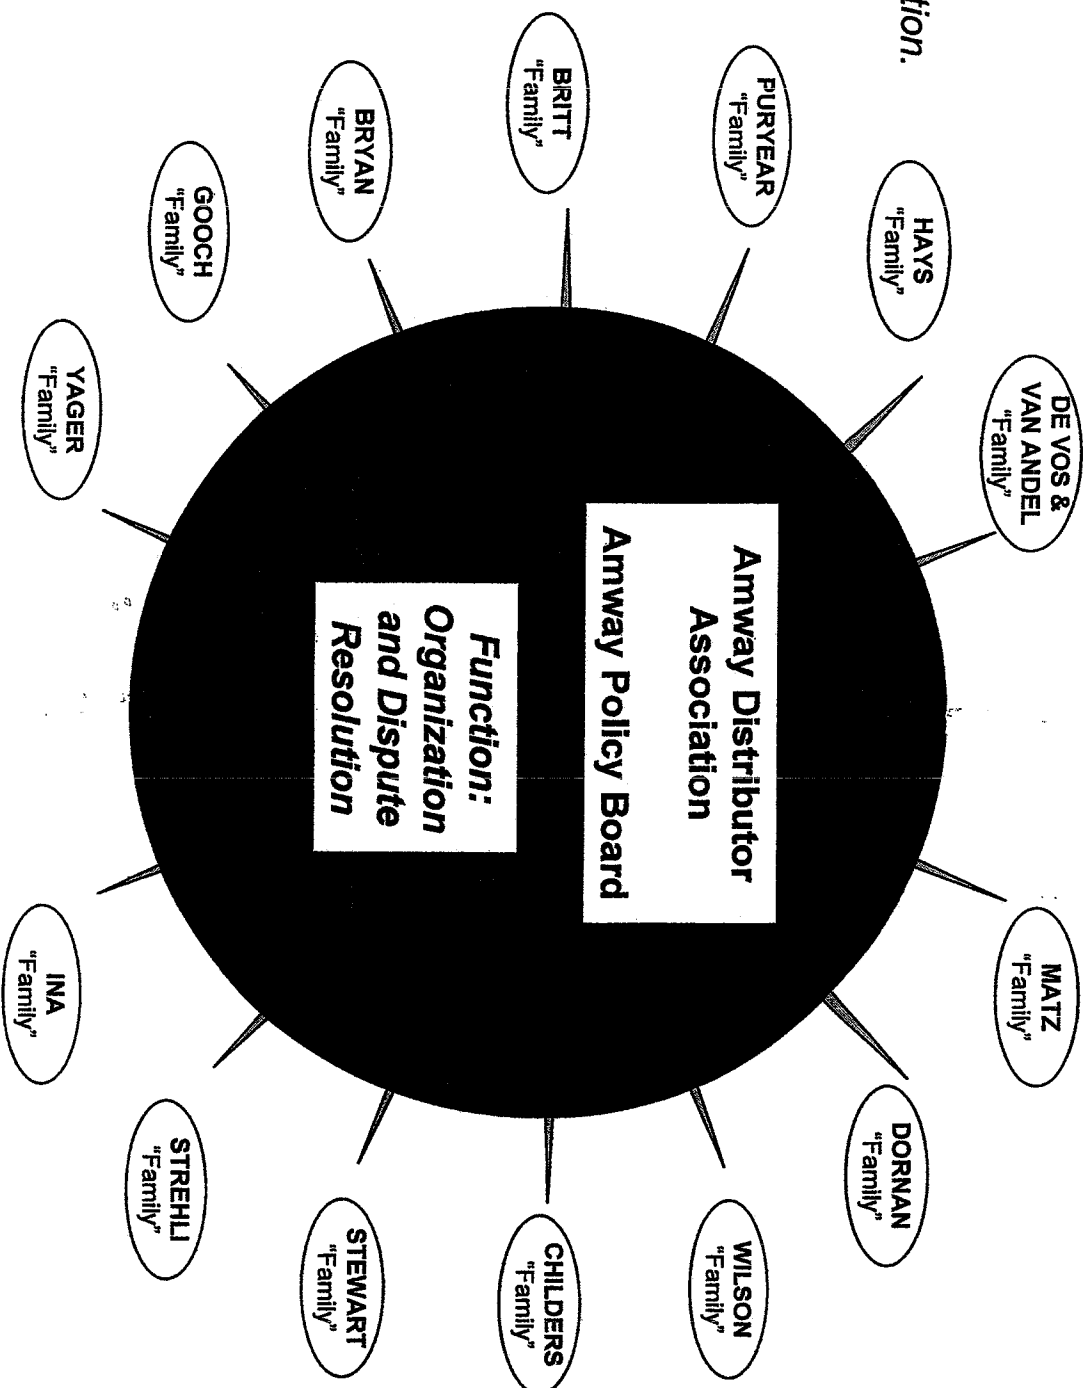 DE VOS &
VAN ANDEL
"Family"
MATZ
"Family"
tion.
HAYS
"Family"
DORNAN
"Family"
PURYEAR
"Family"
WILSON
"Family"
Amway Distributor
Association
Amway Policy Board
BRITT
"Family"
CHILDERS
"Family"
Function:
Organization
and Dispute
Resolution
BRYAN
"Family"
STEWART
"Family"
GOOCH
"Family"
STREHLI
"Family"
YAGER
"Family"
INA
"Family"